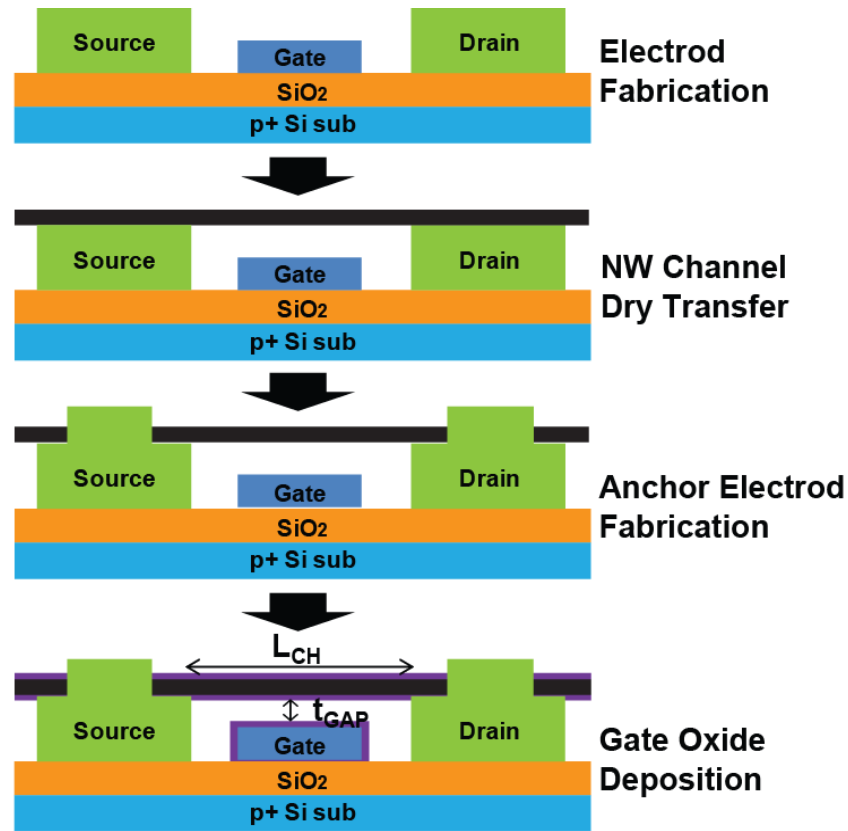 Source
Gate
Drain
SiO2
p+ Si sub
Electrod
Fabrication
Source
Gate
Drain
SiO2
p+ Si sub
NW Channel
Dry Transfer
Source
Gate
Drain
SiO2
p+ Si sub
Anchor Electrod
Fabrication
LCH
tGAP
Source
Gate
Drain
SiO2
p+ Si sub
Gate Oxide
Deposition